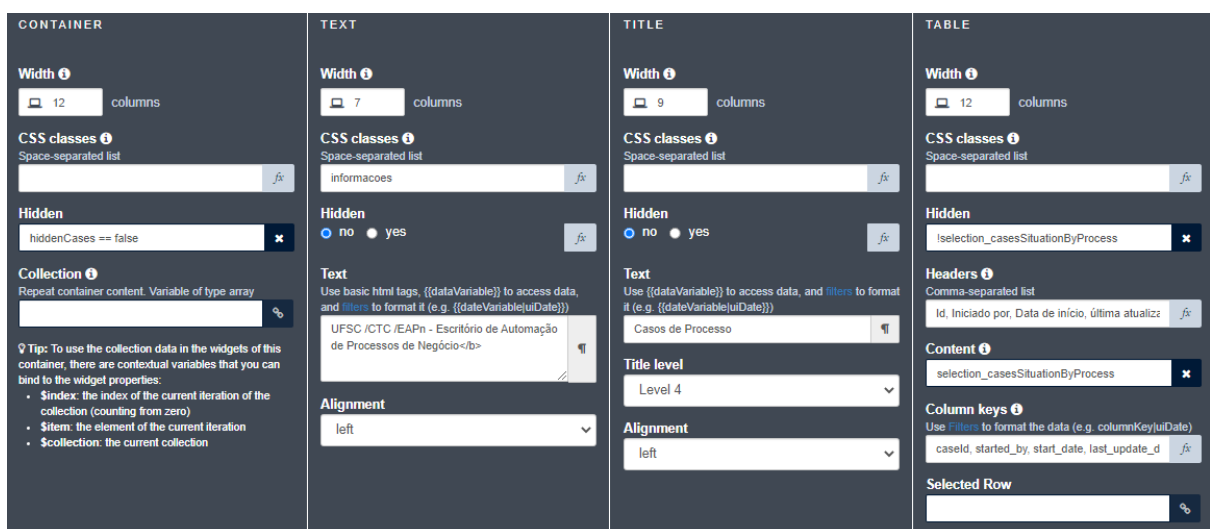 CONTAINER
Width
12 columns
CSS classes
Space-separated list
fx
Hidden
hiddenCases == false
Collection
Repeat container content. Variable of type array
Tip: To use the collection data in the widgets of this
container, there are contextual variables that you can
bind to the widget properties:
• $index: the index of the current iteration of the
collection (counting from zero)
• $item: the element of the current iteration
• $collection: the current collection
TEXT
Width
7 columns
CSS classes
Space-separated list
informacoes fx
Hidden
no yes fx
Text
Use basic html tags, {{dataVariable}} to access data,
and filters to format it (e.g. {{dateVariable|uiDate}})
UFSC /CTC /EAPn - Escritório de Automação
de Processos de Negócio</b>
¶
Alignment
left
TITLE
Width
9 columns
CSS classes
Space-separated list
fx
Hidden
no yes fx
Text
Use {{dataVariable}} to access data, and filters to format
it (e.g. {{dateVariable|uiDate}})
Casos de Processo ¶
Title level
Level 4
Alignment
left
TABLE
Width
12 columns
CSS classes
Space-separated list
fx
Hidden
!selection_casesSituationByProcess
Headers
Comma-separated list
Id, Iniciado por, Data de início, última atualiza fx
Content
selection_casesSituationByProcess
Column keys
Use Filters to format the data (e.g. columnKey|uiDate)
caseId, started_by, start_date, last_update_d fx
Selected Row